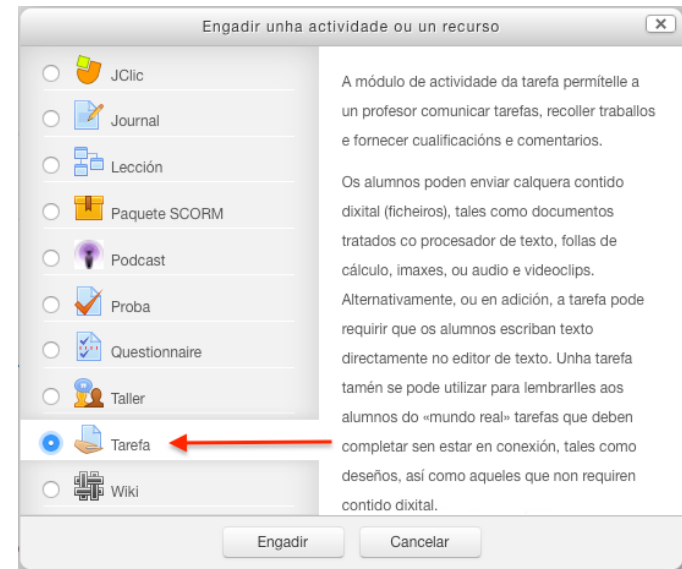 Engadir unha actividade ou un recurso
JClic
Journal
Lección
Paquete SCORM
Podcast
Proba
Questionnaire
Taller
Tarefa
Wiki
A módulo de actividade da tarefa permítelle a
un profesor comunicar tarefas, recoller traballos
e fornecer cualificacións e comentarios.
Os alumnos poden enviar calquera contido
dixital (ficheiros), tales como documentos
tratados co procesador de texto, follas de
cálculo, imaxes, ou audio e videoclips.
Alternativamente, ou en adición, a tarefa pode
requirir que os alumnos escriban texto
directamente no editor de texto. Unha tarefa
tamén se pode utilizar para lembrarlles aos
alumnos do «mundo real» tarefas que deben
completar sen estar en conexión, tales como
deseños, así como aqueles que non requiren
contido dixital.
Engadir
Cancelar